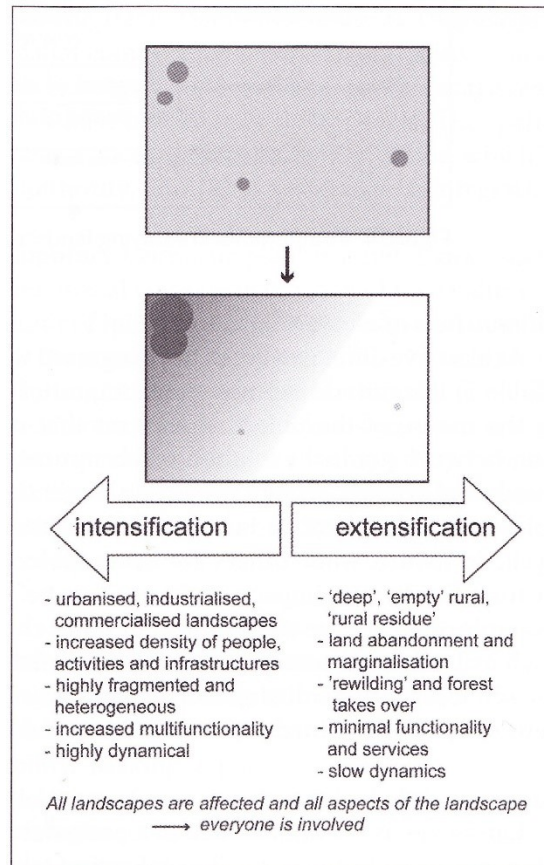 intensification
extensification
- urbanised, industrialised,
commercialised landscapes
- increased density of people,
activities and infrastructures
- highly fragmented and
heterogeneous
- increased multifunctionality
- highly dynamical
- 'deep', 'empty' rural,
'rural residue'
- land abandonment and
marginalisation
- 'rewilding' and forest
takes over
- minimal functionality
and services
- slow dynamics
All landscapes are affected and all aspects of the landscape
⟶ everyone is involved